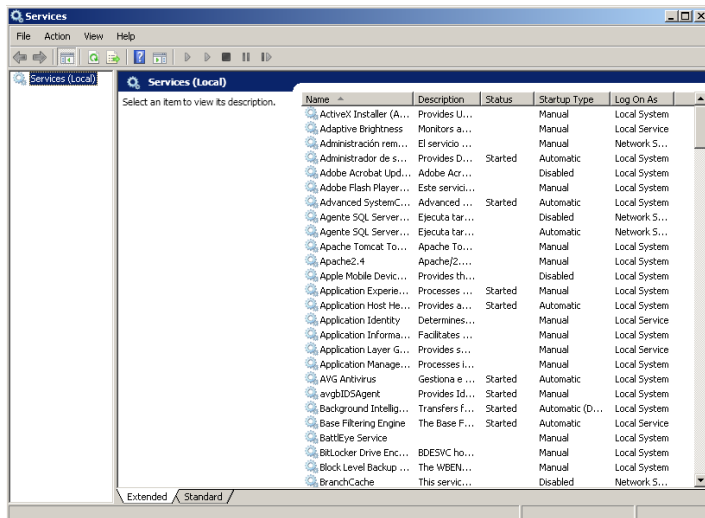 Services
File Action View Help
Services (Local)
Services (Local)
Select an item to view its description.
Name Description Status Startup Type Log On As
ActiveX Installer (A... Provides U... Manual Local System
Adaptive Brightness Monitors a... Manual Local Service
Administración rem... El servicio ... Manual Network S...
Administrador de s... Provides D... Started Automatic Local System
Adobe Acrobat Upd... Adobe Acr... Disabled Local System
Adobe Flash Player... Este servici... Manual Local System
Advanced SystemC... Advanced ... Started Automatic Local System
Agente SQL Server... Ejecuta tar... Disabled Network S...
Agente SQL Server... Ejecuta tar... Automatic Network S...
Apache Tomcat To... Apache To... Manual Local System
Apache2.4 Apache/2.... Manual Local System
Apple Mobile Devic... Provides th... Disabled Local System
Application Experie... Processes ... Started Manual Local System
Application Host He... Provides a... Started Automatic Local System
Application Identity Determines... Manual Local Service
Application Informa... Facilitates ... Manual Local System
Application Layer G... Provides s... Manual Local Service
Application Manage... Processes i... Manual Local System
AVG Antivirus Gestiona e ... Started Automatic Local System
avgbIDSAgent Provides Id... Started Manual Local System
Background Intellig... Transfers f... Started Automatic (D... Local System
Base Filtering Engine The Base F... Started Automatic Local Service
BattlEye Service Manual Local System
BitLocker Drive Enc... BDESVC ho... Manual Local System
Block Level Backup ... The WBEN... Manual Local System
BranchCache This servic... Disabled Network S...
Extended Standard